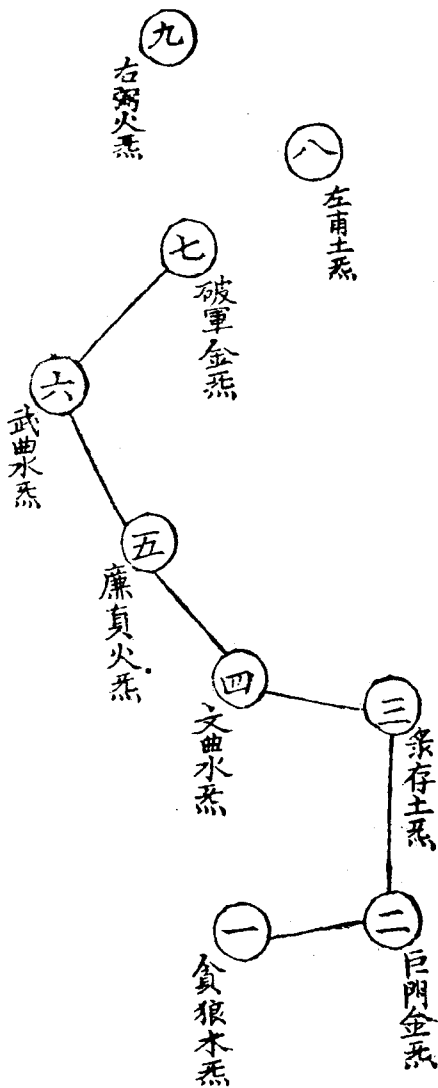 九
右弼火炁
八
左甫土炁
七
破軍金炁
六
武曲水炁
五
廉貞火炁
四
文曲水炁
三
祿存土炁
二
巨門金炁
一
貪狼木炁